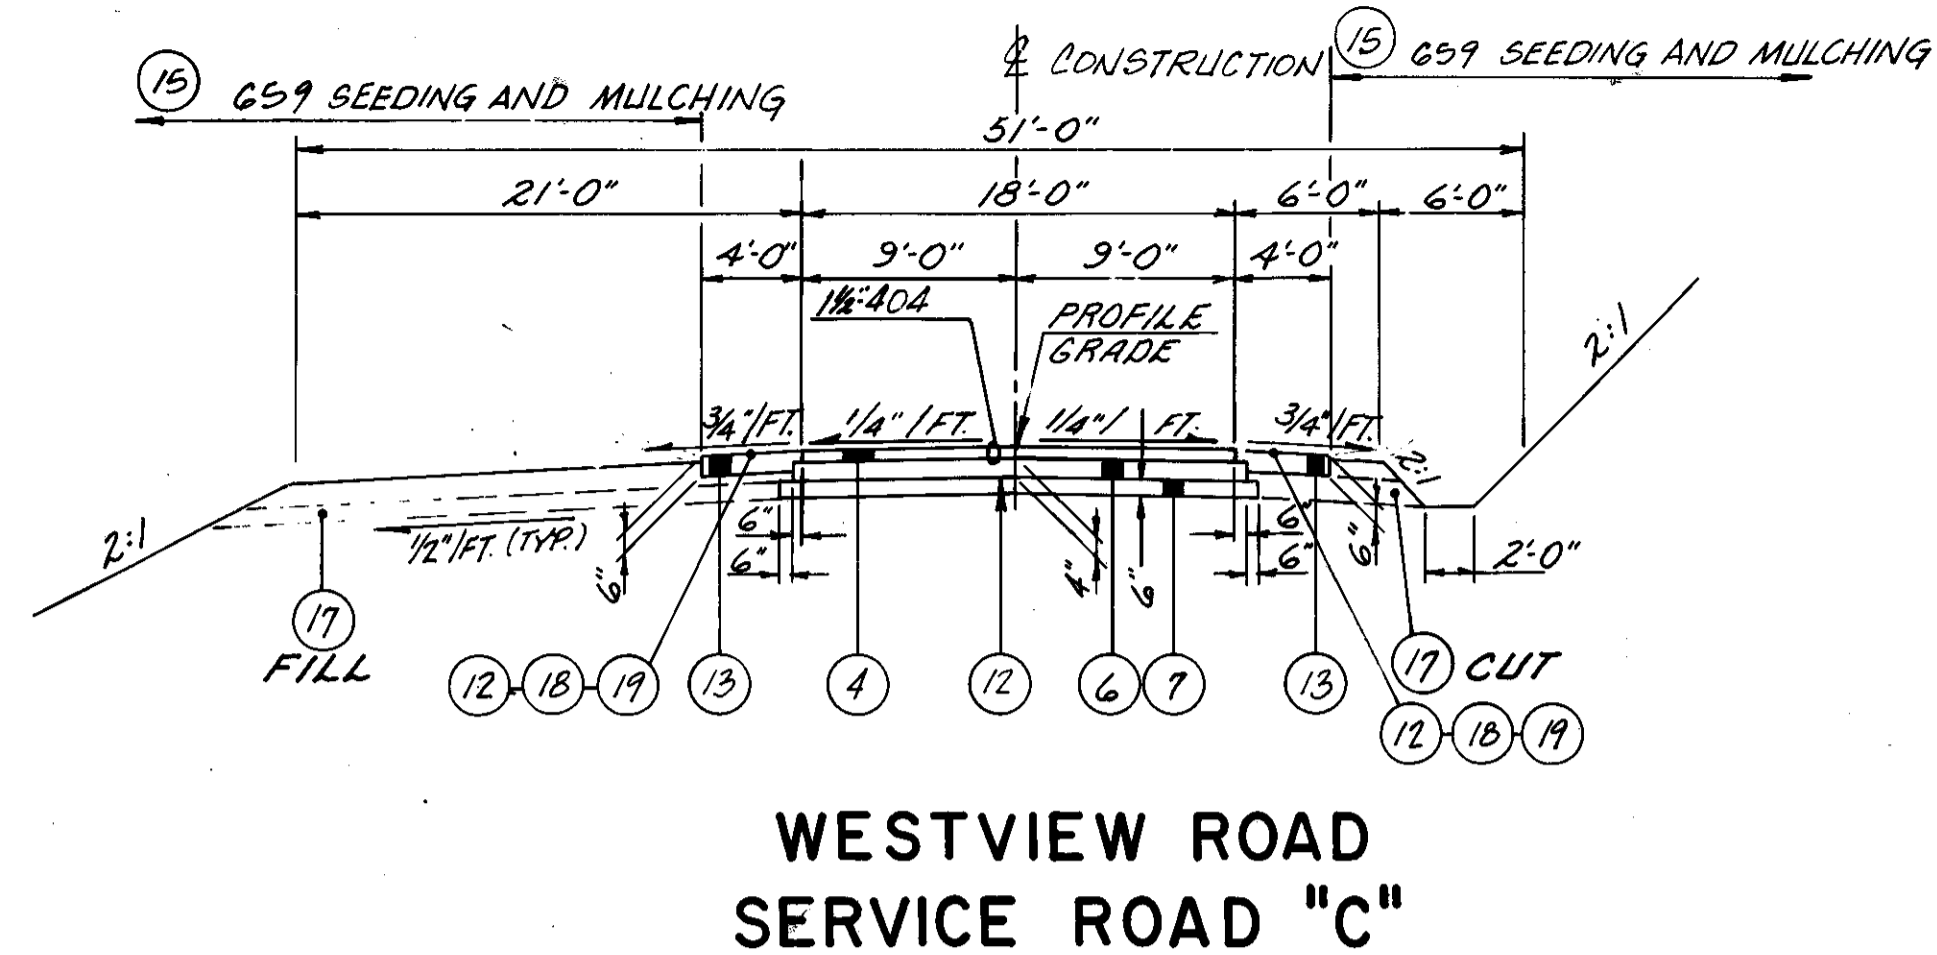 15 659 SEEDING AND MULCHING
℄ CONSTRUCTION
15 659 SEEDING AND MULCHING
51'-0"
21'-0" 18'-0" 6'-0" 6'-0"
4'-0" 9'-0" 9'-0" 4'-0"
1½"-404
PROFILE
GRADE
2:1
3/4"/FT. 1/4"/FT. 1/4"/FT. 3/4"/FT.
2:1
2:1
1/2"/FT. (TYP.)
6" 6"
6" 6"
6" 4" 6" 6"
2'-0"
17
FILL
12-18-19 13 4 12 6 7 13
17 CUT
12-18-19
WESTVIEW ROAD
SERVICE ROAD "C"